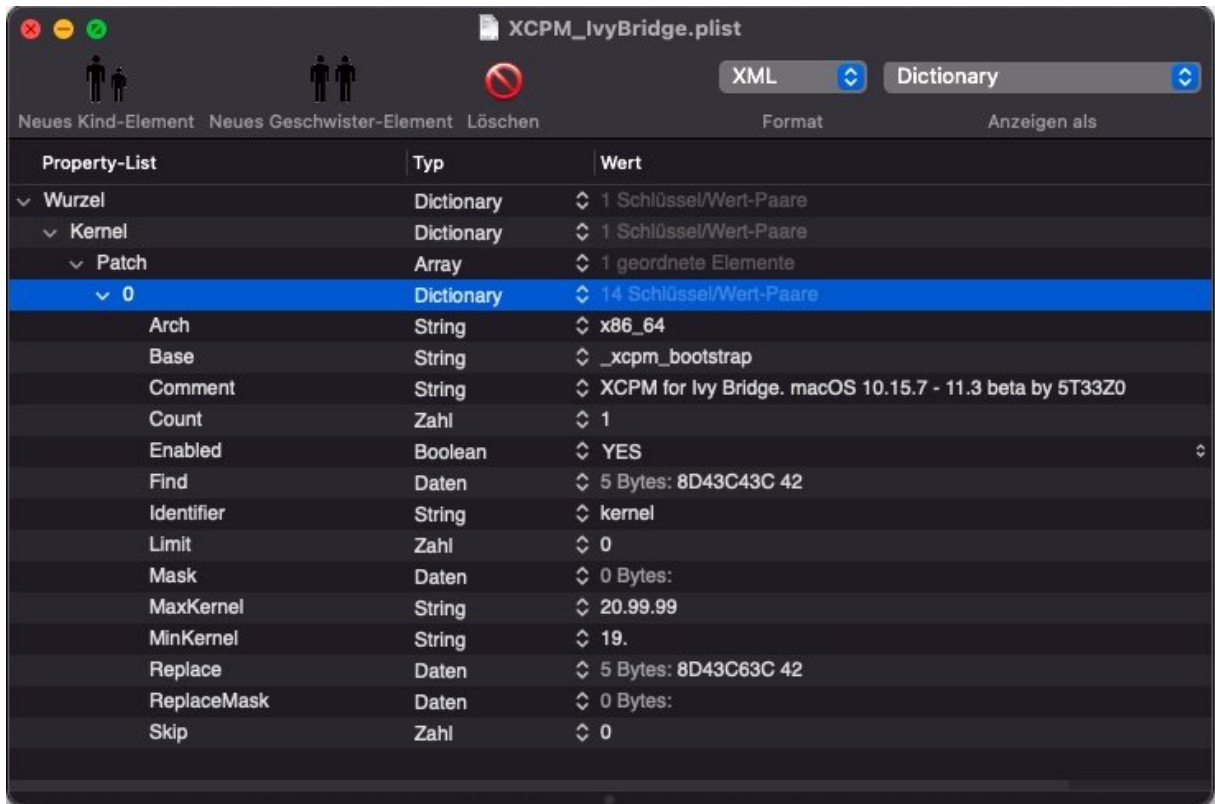 XCPM_IvyBridge.plist
XML Dictionary
Neues Kind-Element Neues Geschwister-Element Löschen Format Anzeigen als
Property-List Typ Wert
Wurzel Dictionary 1 Schlüssel/Wert-Paare
Kernel Dictionary 1 Schlüssel/Wert-Paare
Patch Array 1 geordnete Elemente
0 Dictionary 14 Schlüssel/Wert-Paare
Arch String x86_64
Base String _xcpm_bootstrap
Comment String XCPM for Ivy Bridge. macOS 10.15.7 - 11.3 beta by 5T33Z0
Count Zahl 1
Enabled Boolean YES
Find Daten 5 Bytes: 8D43C43C 42
Identifier String kernel
Limit Zahl 0
Mask Daten 0 Bytes:
MaxKernel String 20.99.99
MinKernel String 19.
Replace Daten 5 Bytes: 8D43C63C 42
ReplaceMask Daten 0 Bytes:
Skip Zahl 0